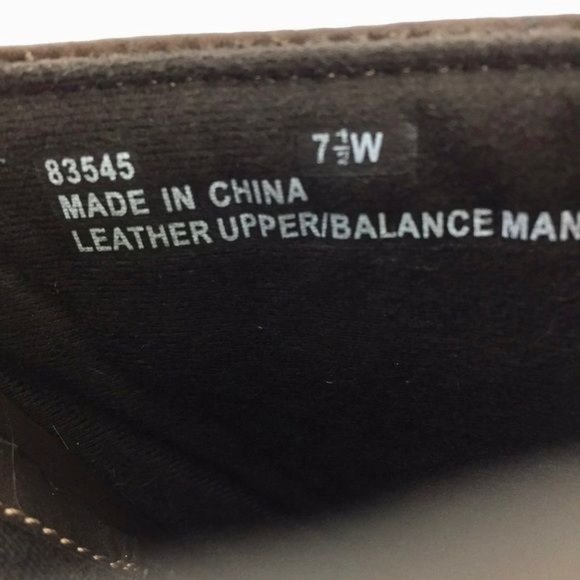 83545 7½W
MADE IN CHINA
LEATHER UPPER/BALANCE MAN